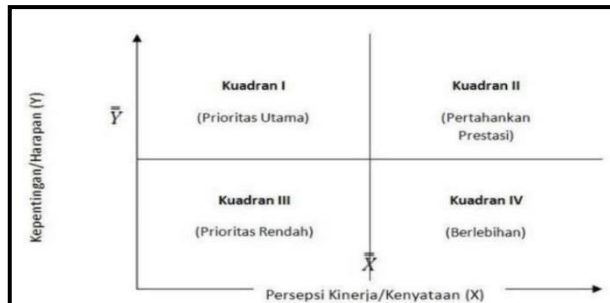 Kepentingan/Harapan (Y)
Y̿
Kuadran I
(Prioritas Utama)
Kuadran II
(Pertahankan
Prestasi)
Kuadran III
(Prioritas Rendah)
Kuadran IV
(Berlebihan)
X̿
Persepsi Kinerja/Kenyataan (X)